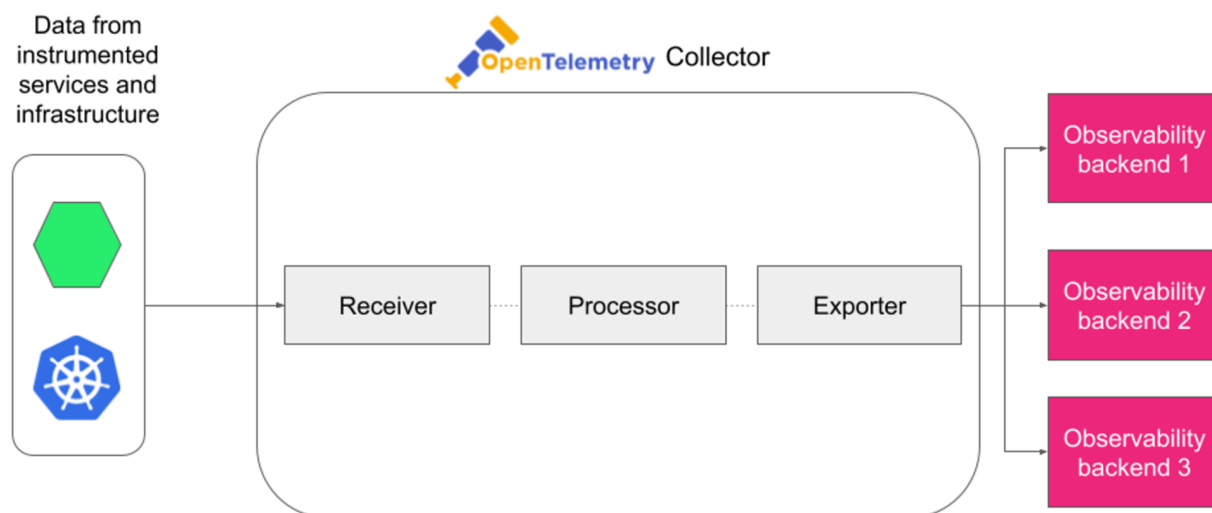 Data from
instrumented
services and
infrastructure
OpenTelemetry Collector
Receiver
Processor
Exporter
Observability
backend 1
Observability
backend 2
Observability
backend 3